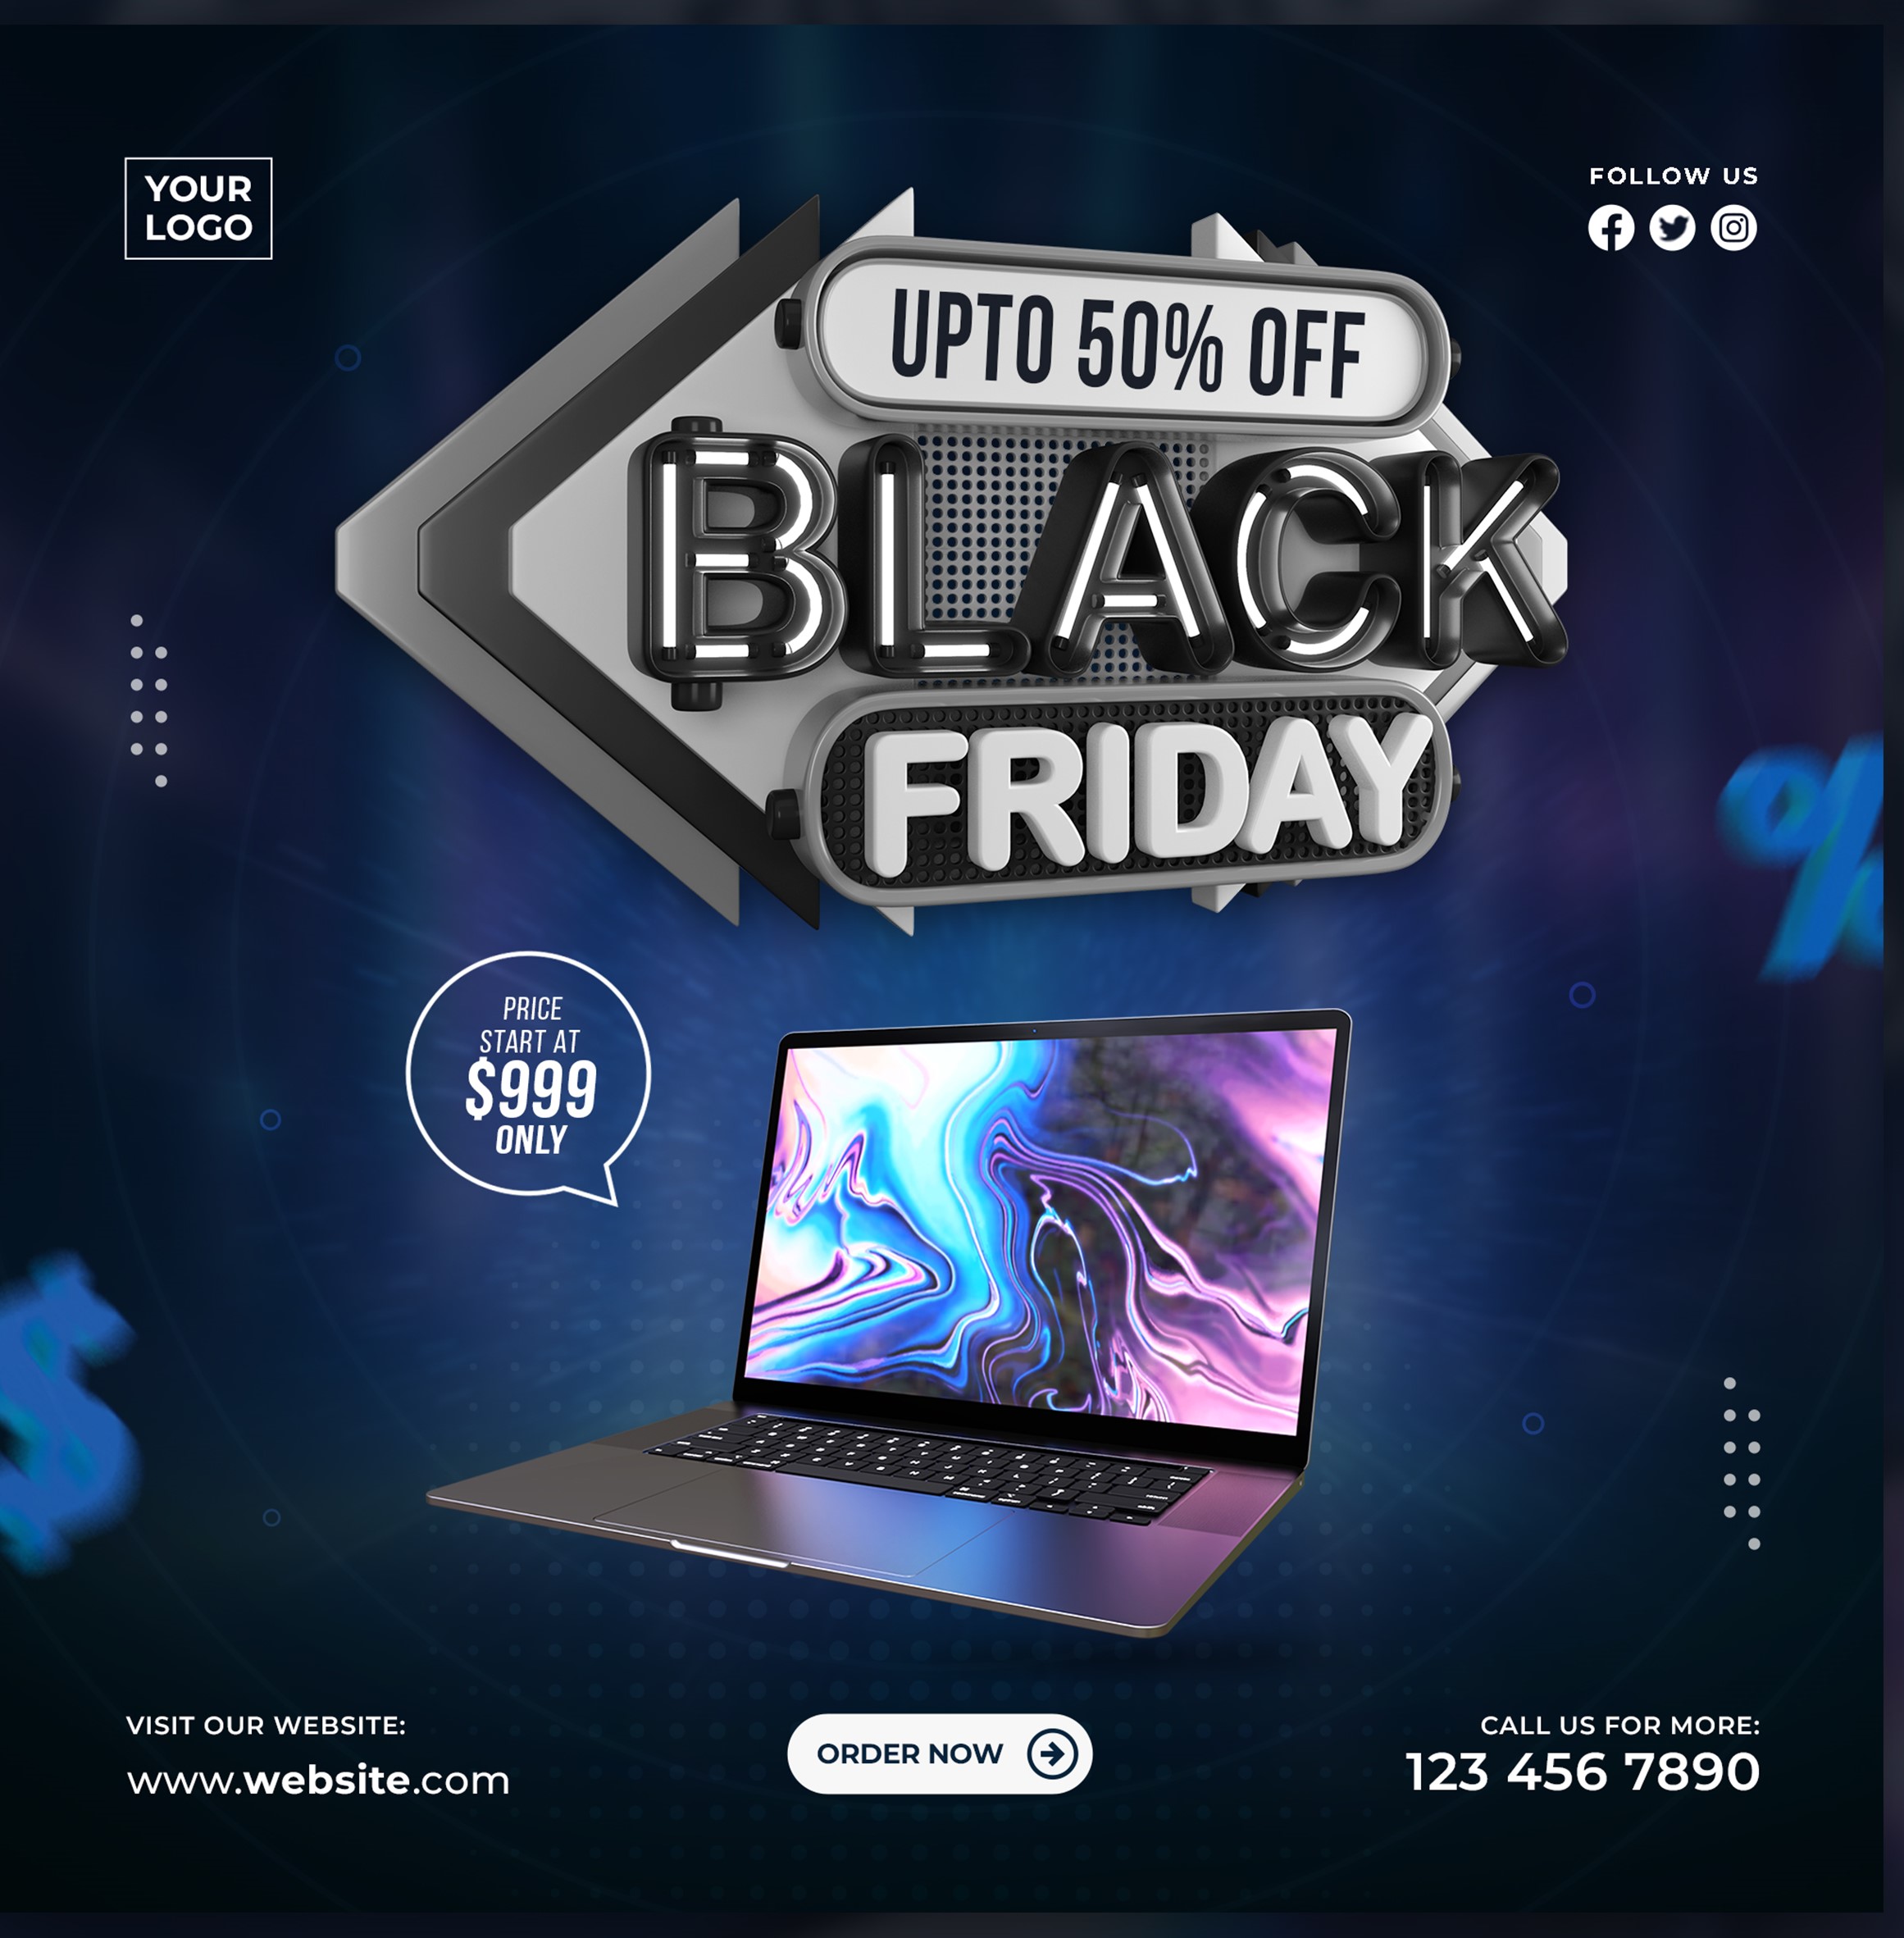 YOUR
LOGO
FOLLOW US
UPTO 50% OFF
BLACK
FRIDAY
PRICE
START AT
$999
ONLY
%
$
VISIT OUR WEBSITE:
www.website.com
ORDER NOW
CALL US FOR MORE:
123 456 7890